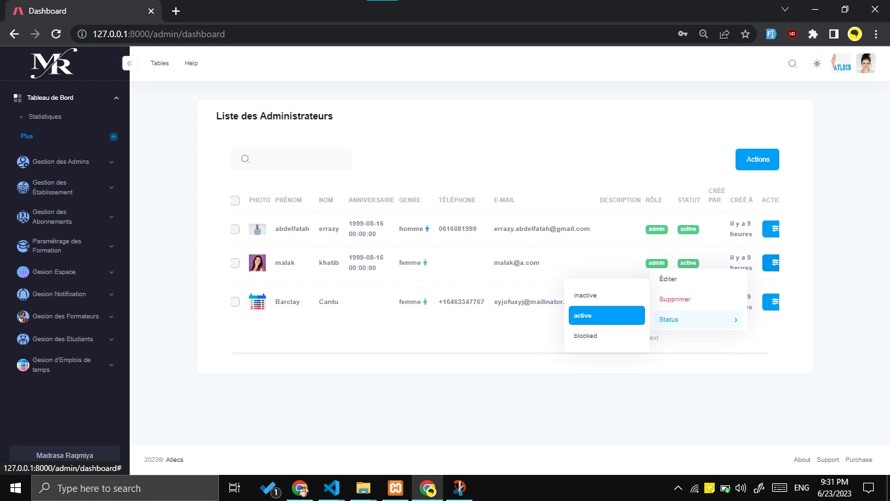 Dashboard
127.0.0.1:8000/admin/dashboard
MR
Tables Help
ATLECS
Tableau de Bord
Statistiques
Plus
Gestion des Admins
Gestion des
Établissement
Gestion des
Abonnements
Paramétrage des
Formation
Gesion Espace
Gesion Notification
Gesion des Formateurs
Gesion des Etudiants
Gesion d'Emplois de
temps
Madrasa Raqmiya
127.0.0.1:8000/admin/dashboard#
Liste des Administrateurs
Actions
PHOTO PRÉNOM NOM ANNIVERSAIRE GENRE TÉLÉPHONE E-MAIL DESCRIPTION RÔLE STATUT CRÉE PAR CRÉÉ À ACTIO
abdelfatah errazy 1999-08-16 00:00:00 homme 0616081999 errazy.abdelfatah@gmail.com admin active il y a 9 heures
malak khatib 1999-08-16 00:00:00 femme malak@a.com admin active il y a 9 heures
Barclay Cantu femme +16463347767 xyjofuxyj@mailinator.
Éditer
Supprimer
Status
inactive
active
blocked
2023© Atlecs
About Support Purchase
Type here to search
1
ENG
9:31 PM
6/23/2023